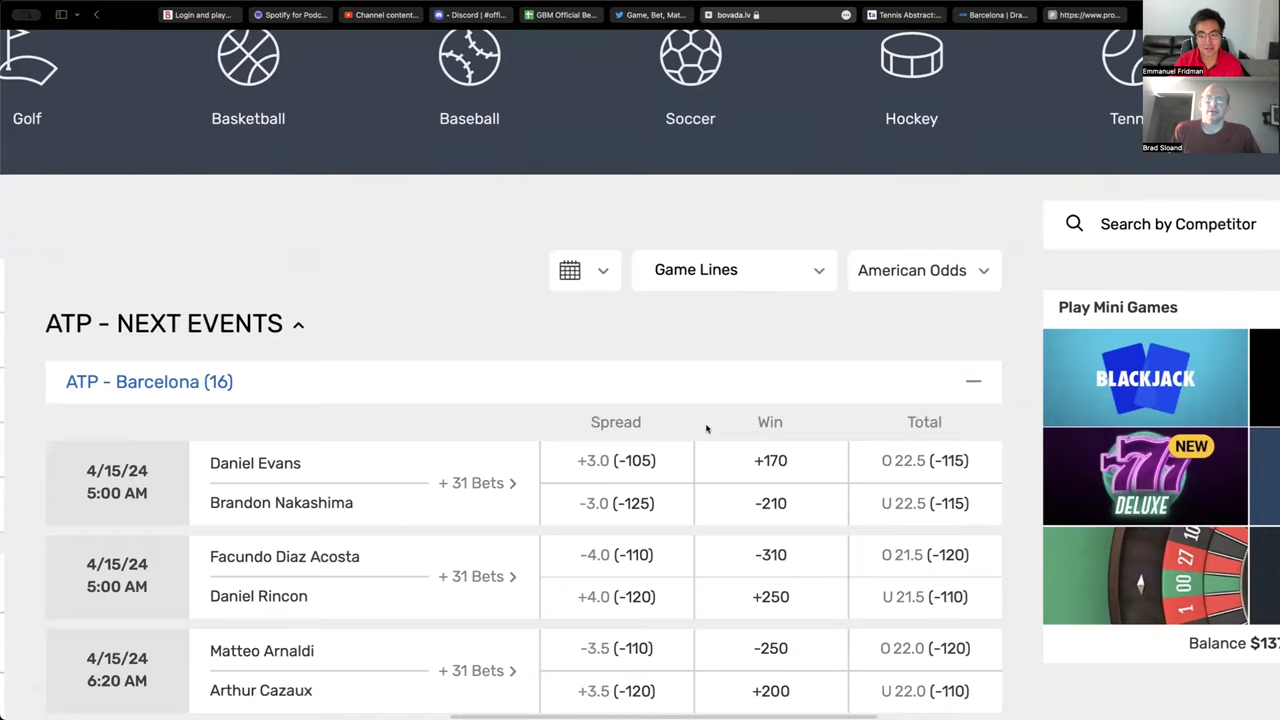 Login and play...
Spotify for Podc...
Channel content...
• Discord | #offi...
GBM Official Be...
Game, Bet, Mat...
bovada.lv
Tennis Abstract:...
Barcelona | Dra...
https://www.pro...
Golf
Basketball
Baseball
Soccer
Hockey
Tenn
Emmanuel Fridman
Brad Sloand
Game Lines
American Odds
Search by Competitor
ATP - NEXT EVENTS
ATP - Barcelona (16)
Spread
Win
Total
4/15/24
5:00 AM
Daniel Evans
Brandon Nakashima
+ 31 Bets
+3.0 (-105)
+170
O 22.5 (-115)
-3.0 (-125)
-210
U 22.5 (-115)
4/15/24
5:00 AM
Facundo Diaz Acosta
Daniel Rincon
+ 31 Bets
-4.0 (-110)
-310
O 21.5 (-120)
+4.0 (-120)
+250
U 21.5 (-110)
4/15/24
6:20 AM
Matteo Arnaldi
Arthur Cazaux
+ 31 Bets
-3.5 (-110)
-250
O 22.0 (-120)
+3.5 (-120)
+200
U 22.0 (-110)
Play Mini Games
BLACKJACK
NEW
777
DELUXE
10
27
00
1
Balance $137